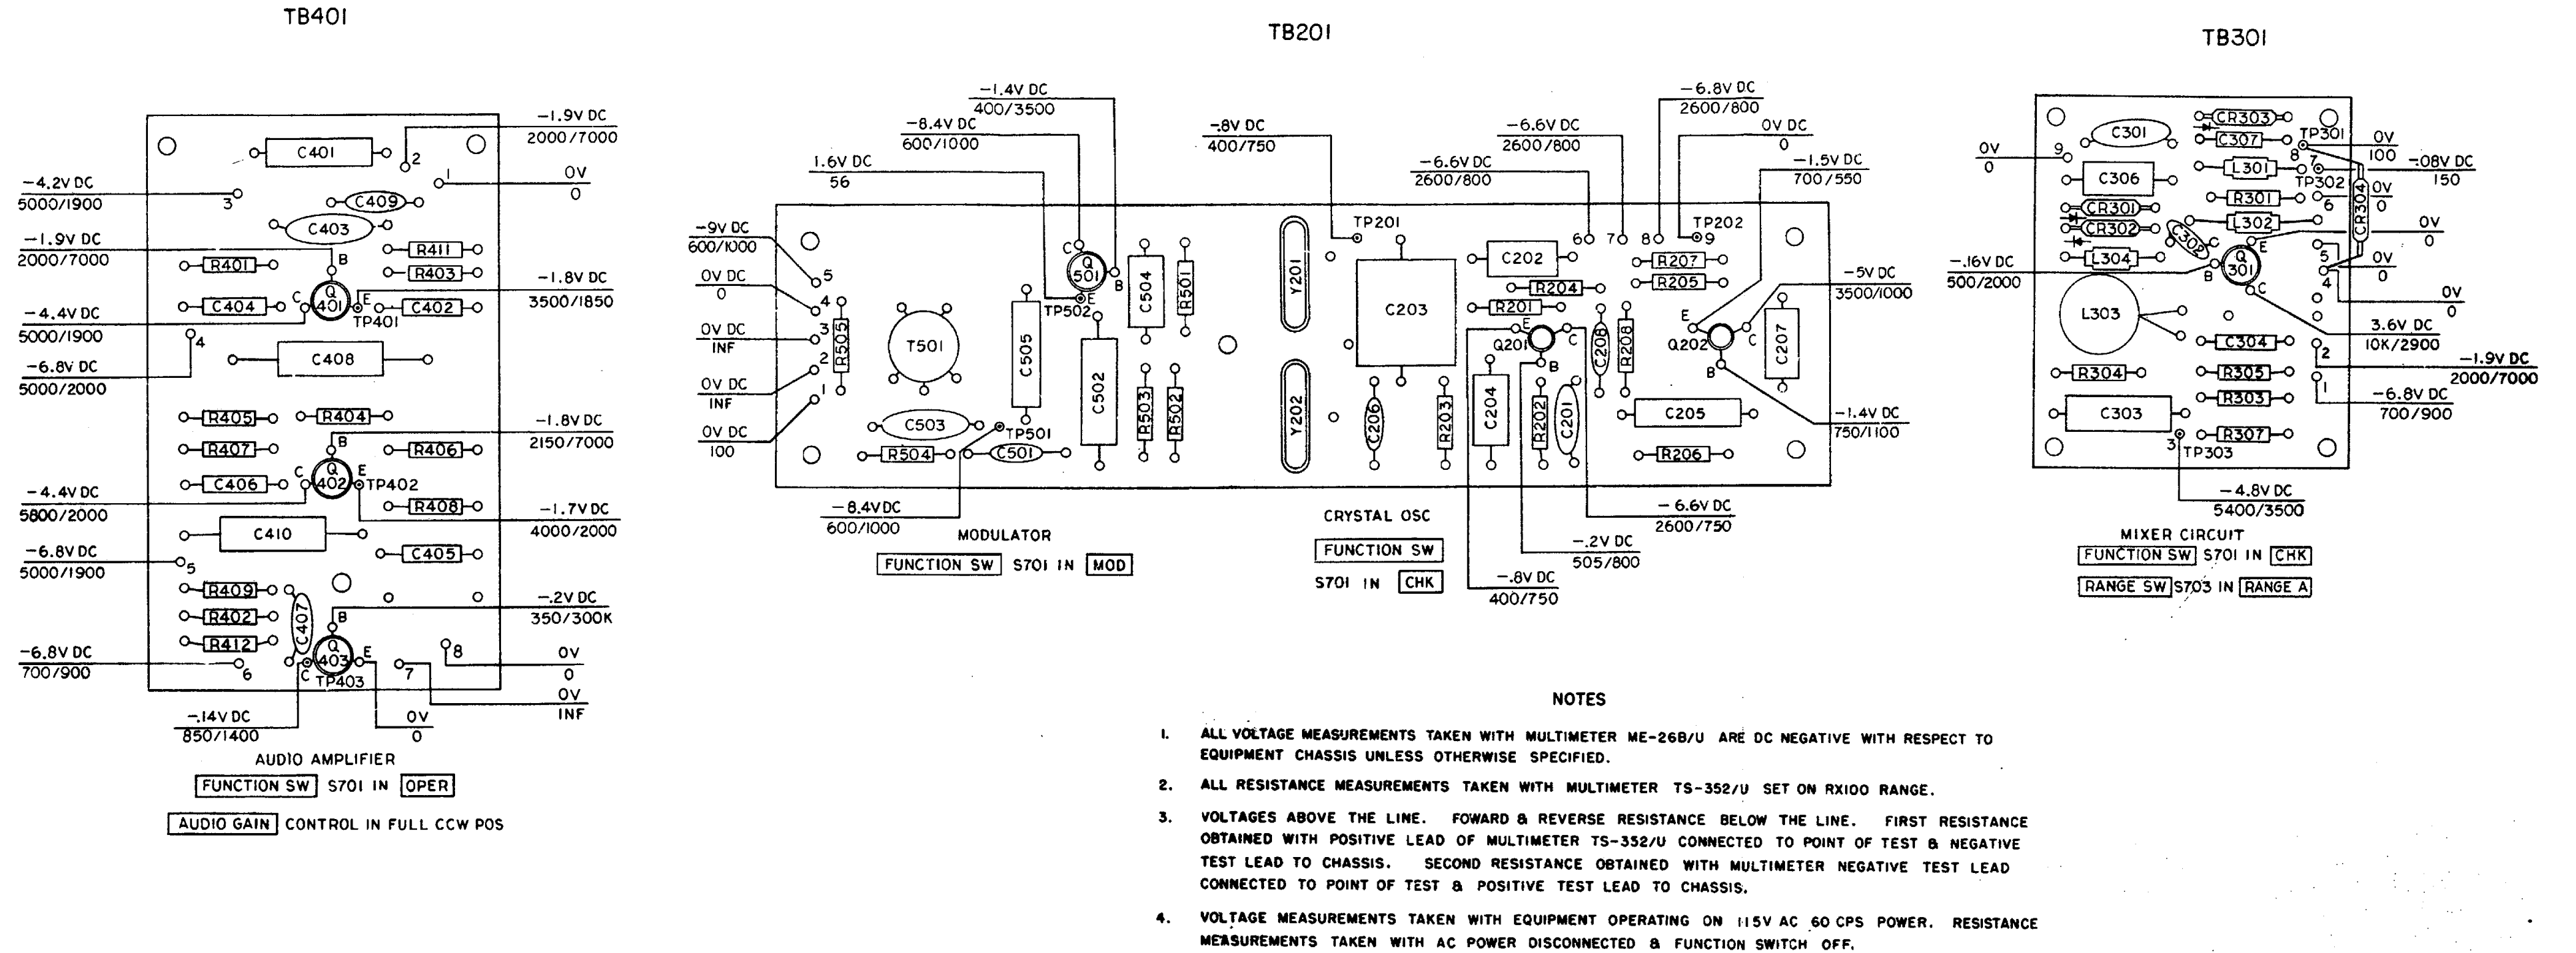 TB401
-1.9V DC
2000/7000
C401
2
1
0V
0
-4.2V DC
5000/1900
3
C409
C403
-1.9V DC
2000/7000
R411
B
R401
R403
-1.8V DC
3500/1850
C404
C
Q
401
E
C402
TP401
-4.4V DC
5000/1900
4
C408
-6.8V DC
5000/2000
R405
R404
-1.8V DC
2150/7000
B
R407
R406
C406
C
Q
402
E
TP402
-4.4V DC
5800/2000
R408
-1.7V DC
4000/2000
C410
-6.8V DC
5000/1900
5
C405
R409
C407
-.2V DC
350/300K
R402
B
R412
Q
403
E
8
0V
0
-6.8V DC
700/900
6
C
TP403
7
0V
INF
-.14V DC
850/1400
0V
0
AUDIO AMPLIFIER
FUNCTION SW S701 IN OPER
AUDIO GAIN CONTROL IN FULL CCW POS
TB201
-1.4V DC
400/3500
-8.4V DC
600/1000
1.6V DC
56
-9V DC
600/1000
0V DC
0
0V DC
INF
0V DC
INF
0V DC
100
5
4
3
2
1
R505
T501
C503
R504
C505
TP501
C501
C
Q
501
B
E
TP502
C504
R501
C502
R503
R502
-8.4V DC
600/1000
MODULATOR
FUNCTION SW S701 IN MOD
-.8V DC
400/750
-6.6V DC
2600/800
-6.6V DC
2600/800
-6.8V DC
2600/800
0V DC
0
-1.5V DC
700/550
Y201
Y202
TP201
C203
C206
R203
6
7
8
TP202
9
C202
R207
R204
R205
R201
E
Q201
C
B
C208
R208
E
Q202
C
B
C207
C204
R202
C201
C205
R206
-5V DC
3500/1000
-1.4V DC
750/1100
-6.6V DC
2600/750
-.2V DC
505/800
-.8V DC
400/750
CRYSTAL OSC
FUNCTION SW
S701 IN CHK
TB301
0V
0
9
C301
CR303
C307
TP301
8
7
0V
100
-.08V DC
150
C306
L301
TP302
CR304
R301
6
0V
0
CR301
L302
CR302
C302
E
0V
0
L304
B
Q
301
C
5
4
0V
0
-.16V DC
500/2000
0V
0
L303
3.6V DC
10K/2900
C304
2
-1.9V DC
2000/7000
R304
R305
1
-6.8V DC
700/900
R303
C303
R307
3
TP303
-4.8V DC
5400/3500
MIXER CIRCUIT
FUNCTION SW S701 IN CHK
RANGE SW S703 IN RANGE A
NOTES
1. ALL VOLTAGE MEASUREMENTS TAKEN WITH MULTIMETER ME-26B/U ARE DC NEGATIVE WITH RESPECT TO
EQUIPMENT CHASSIS UNLESS OTHERWISE SPECIFIED.
2. ALL RESISTANCE MEASUREMENTS TAKEN WITH MULTIMETER TS-352/U SET ON RX100 RANGE.
3. VOLTAGES ABOVE THE LINE. FOWARD & REVERSE RESISTANCE BELOW THE LINE. FIRST RESISTANCE
OBTAINED WITH POSITIVE LEAD OF MULTIMETER TS-352/U CONNECTED TO POINT OF TEST & NEGATIVE
TEST LEAD TO CHASSIS. SECOND RESISTANCE OBTAINED WITH MULTIMETER NEGATIVE TEST LEAD
CONNECTED TO POINT OF TEST & POSITIVE TEST LEAD TO CHASSIS.
4. VOLTAGE MEASUREMENTS TAKEN WITH EQUIPMENT OPERATING ON 115V AC 60 CPS POWER. RESISTANCE
MEASUREMENTS TAKEN WITH AC POWER DISCONNECTED & FUNCTION SWITCH OFF.